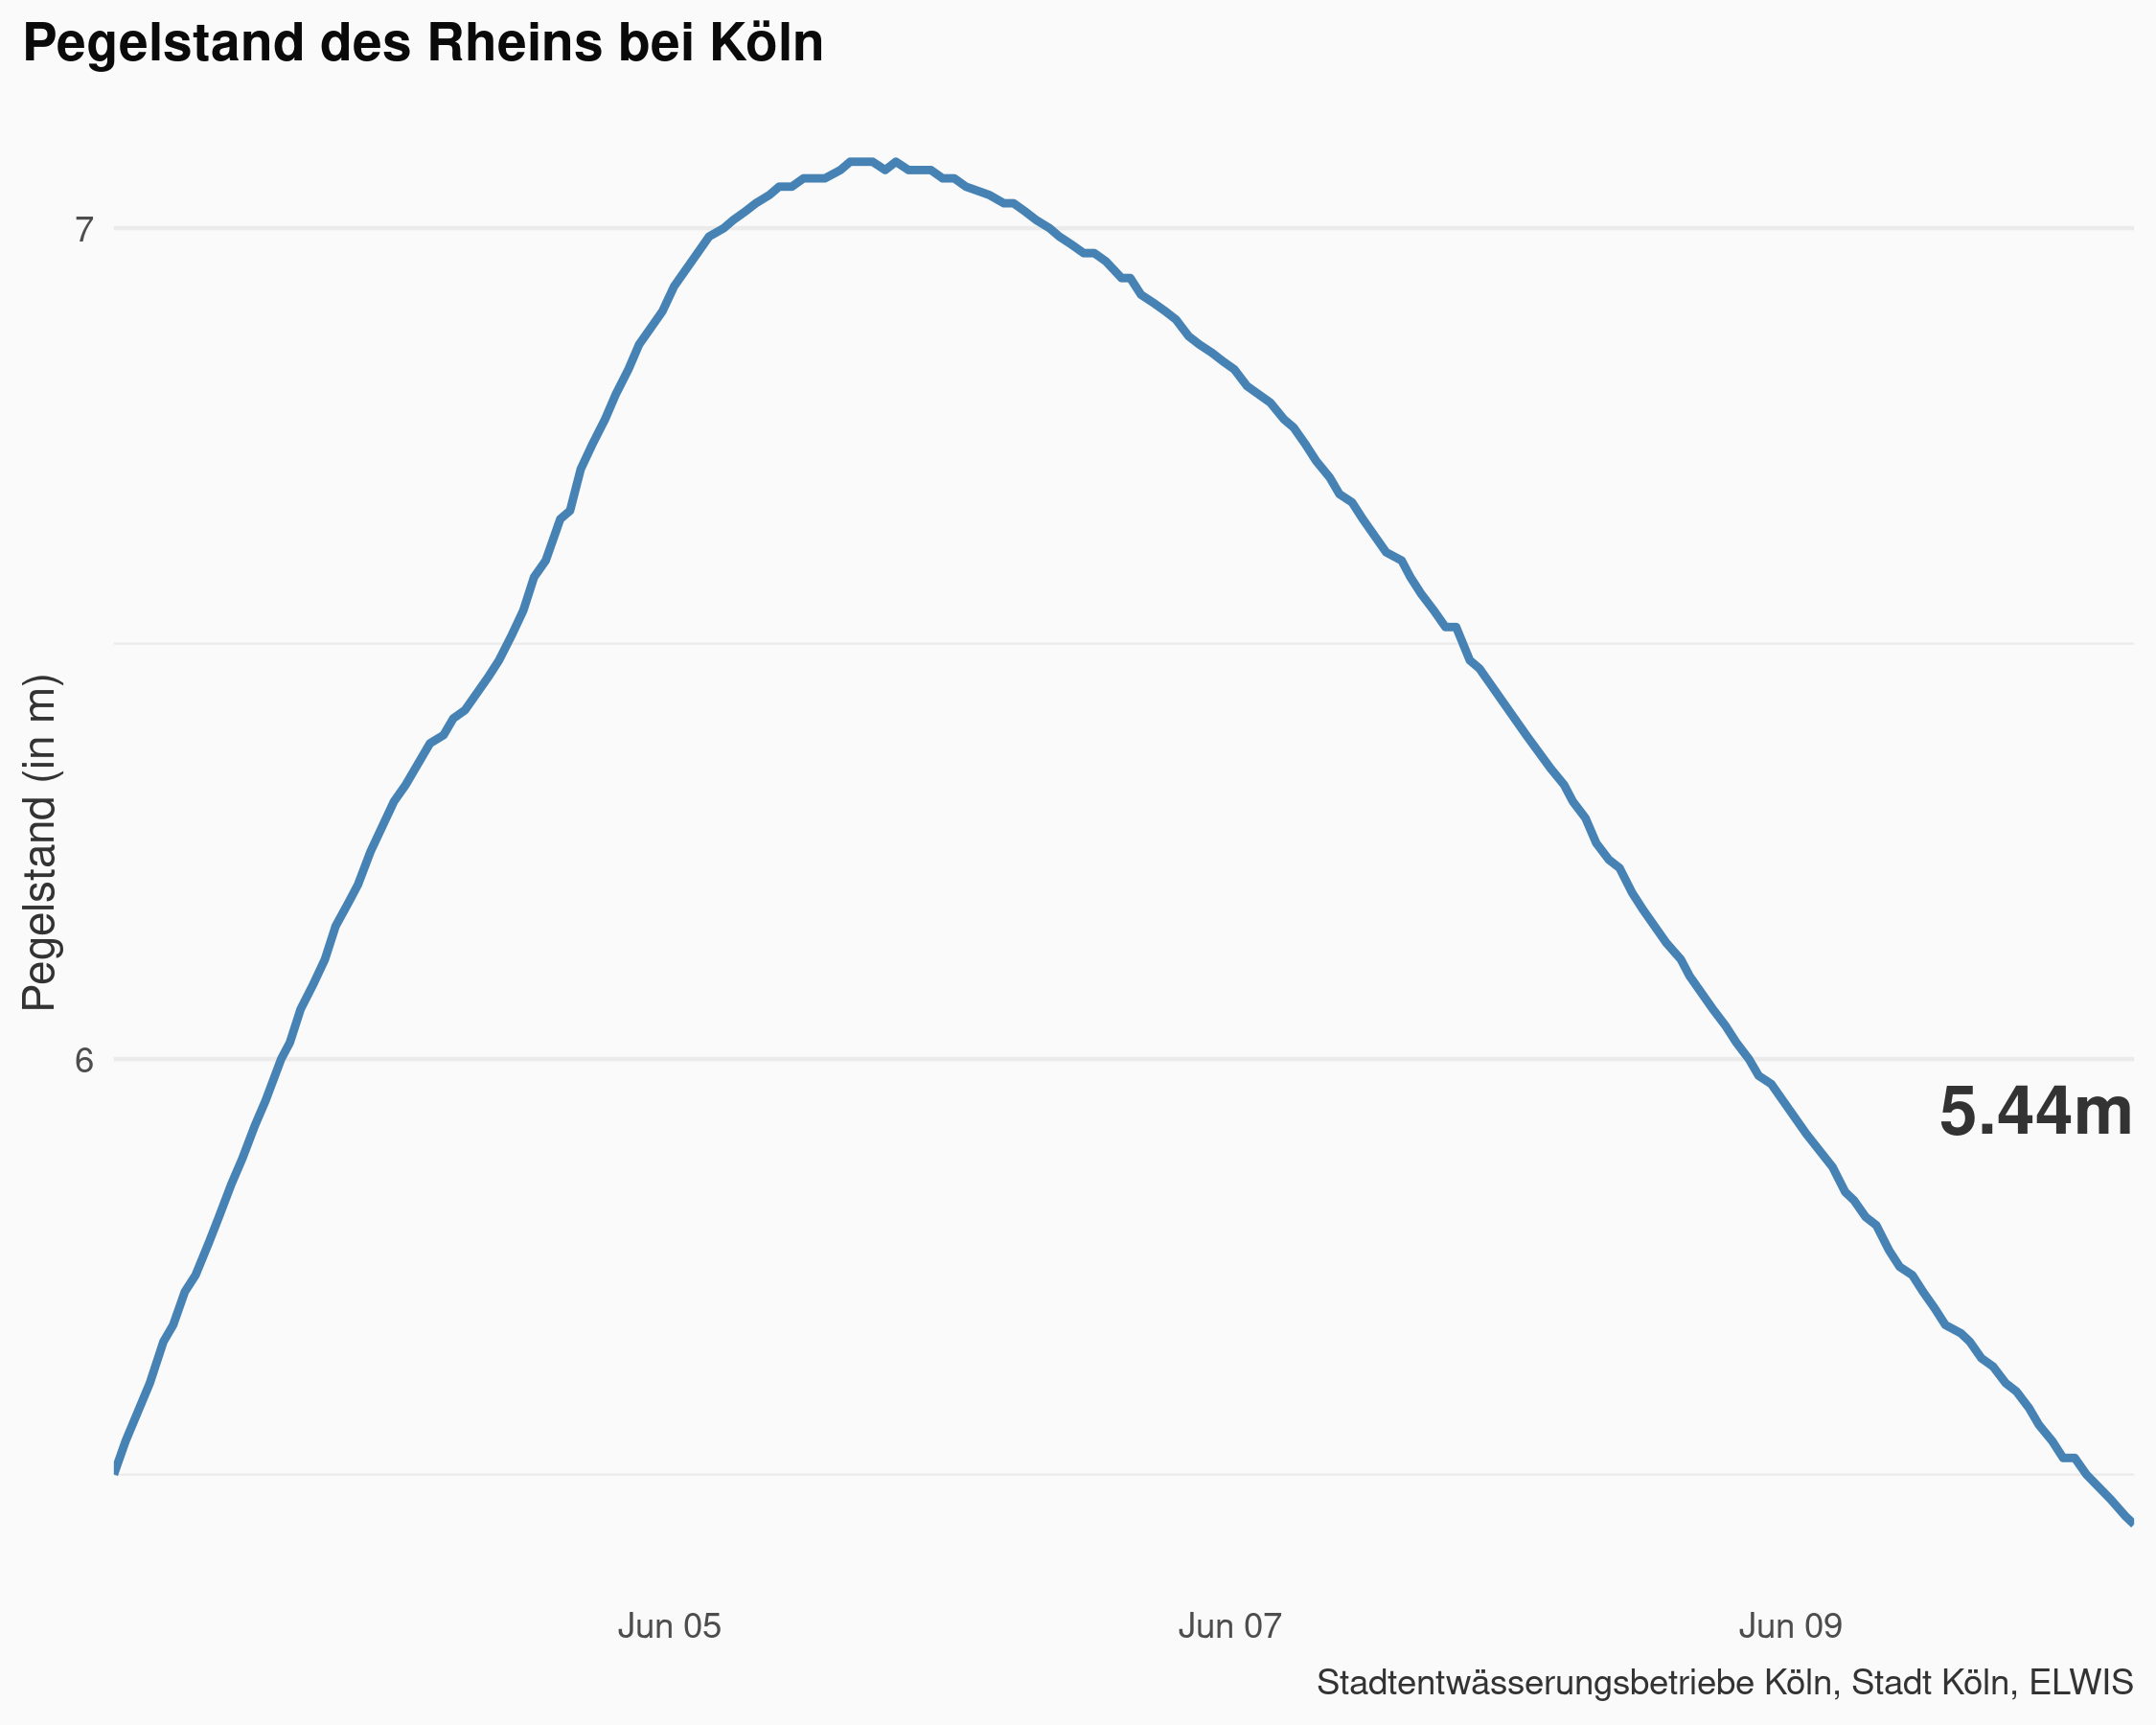 Pegelstand des Rheins bei Köln
Pegelstand (in m)
7
6
5.44m
Jun 05
Jun 07
Jun 09
Stadtentwässerungsbetriebe Köln, Stadt Köln, ELWIS